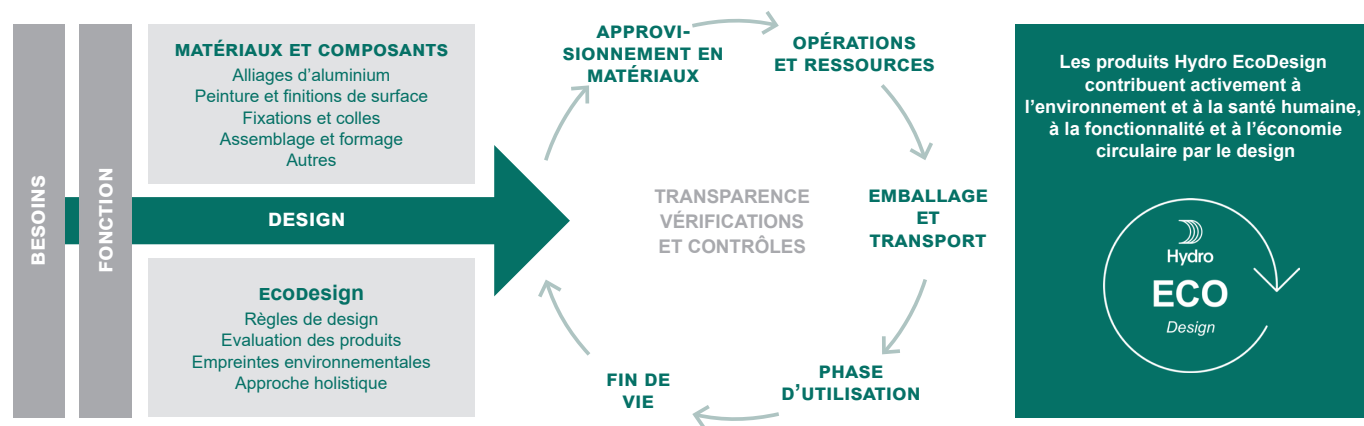 BESOINS
FONCTION
MATÉRIAUX ET COMPOSANTS
Alliages d'aluminium
Peinture et finitions de surface
Fixations et colles
Assemblage et formage
Autres
DESIGN
EcoDesign
Règles de design
Evaluation des produits
Empreintes environnementales
Approche holistique
APPROVI-
SIONNEMENT EN
MATÉRIAUX
OPÉRATIONS
ET RESSOURCES
EMBALLAGE
ET
TRANSPORT
PHASE
D'UTILISATION
FIN DE
VIE
TRANSPARENCE
VÉRIFICATIONS
ET CONTRÔLES
Les produits Hydro EcoDesign
contribuent activement à
l'environnement et à la santé humaine,
à la fonctionnalité et à l'économie
circulaire par le design
Hydro
ECO
Design